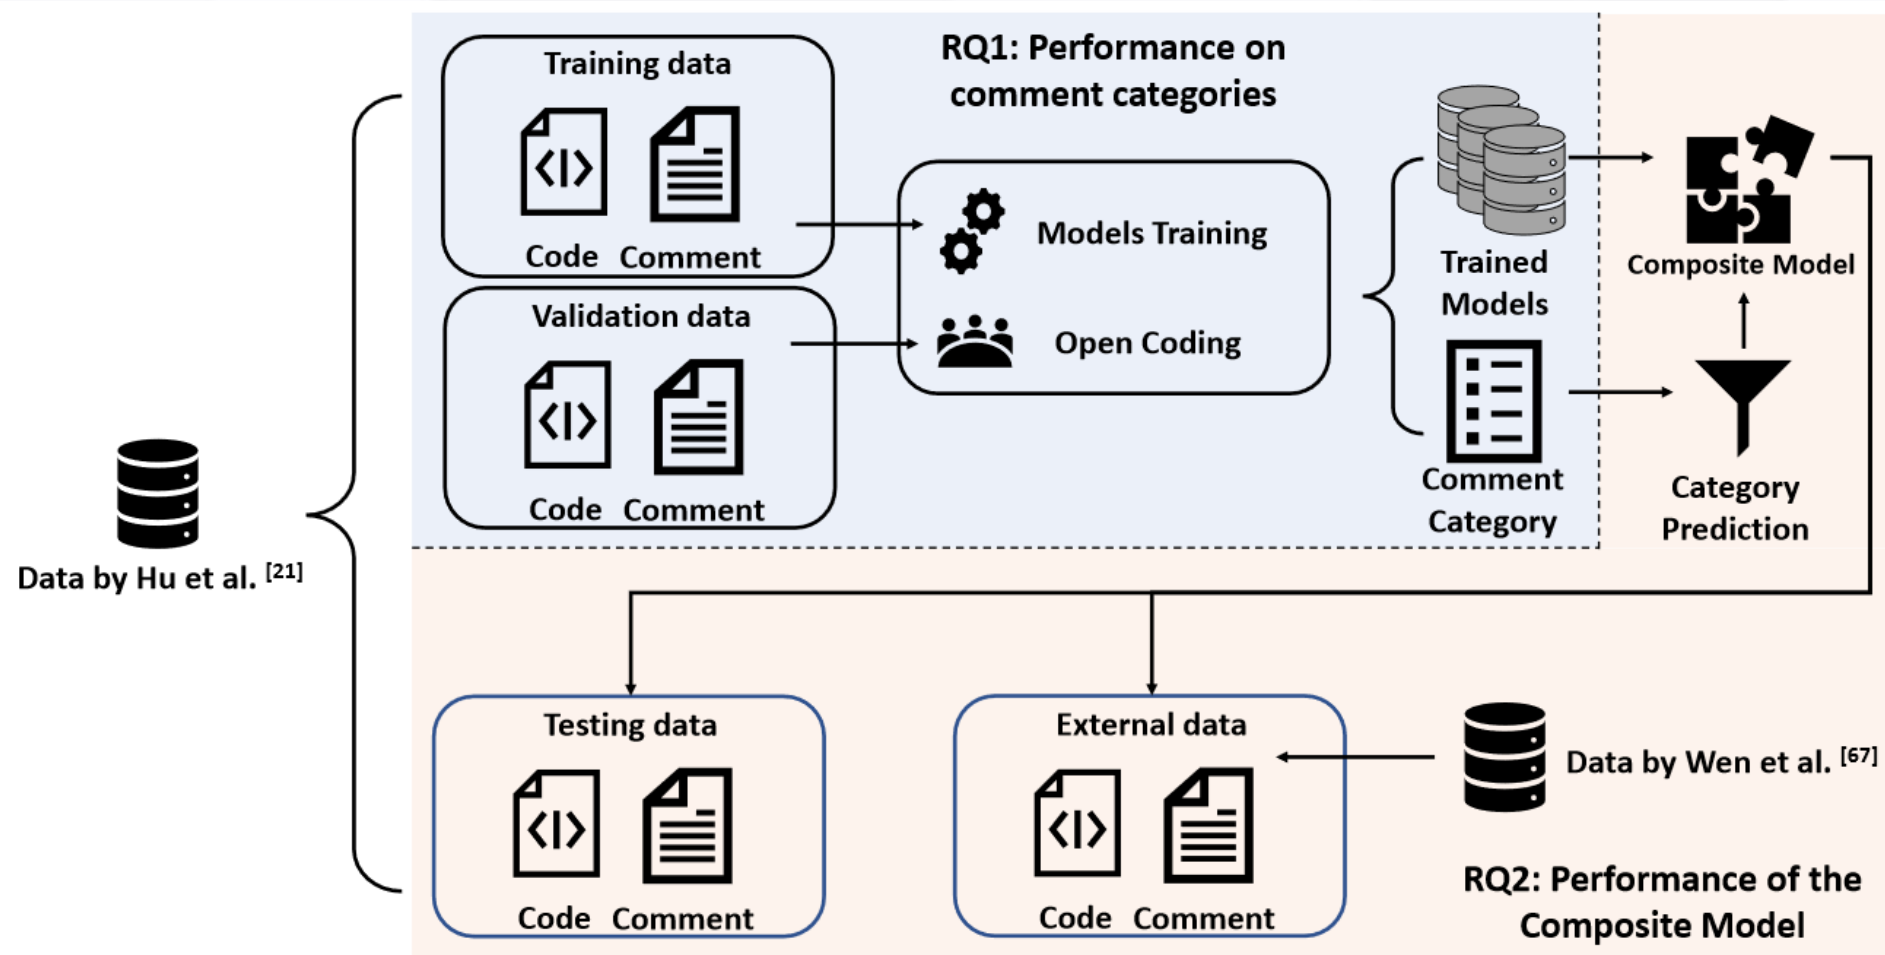 Training data
Code Comment
Validation data
Code Comment
RQ1: Performance on
comment categories
Models Training
Open Coding
Trained
Models
Comment
Category
Composite Model
Category
Prediction
Data by Hu et al. [21]
Testing data
Code Comment
External data
Code Comment
Data by Wen et al. [67]
RQ2: Performance of the
Composite Model